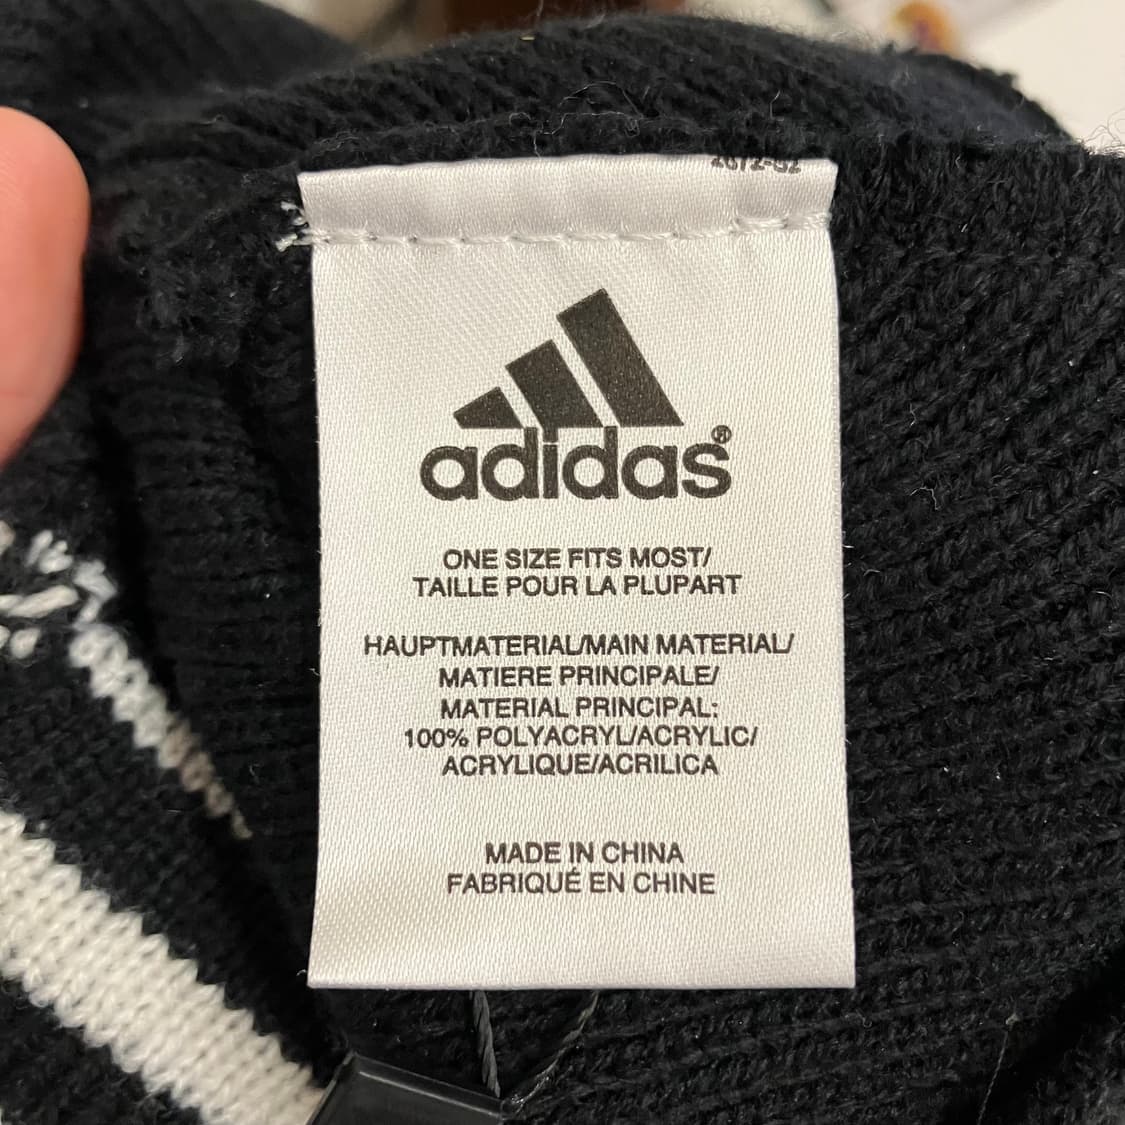 adidas®
ONE SIZE FITS MOST/
TAILLE POUR LA PLUPART
HAUPTMATERIAL/MAIN MATERIAL/
MATIERE PRINCIPALE/
MATERIAL PRINCIPAL:
100% POLYACRYL/ACRYLIC/
ACRYLIQUE/ACRILICA
MADE IN CHINA
FABRIQUÉ EN CHINE